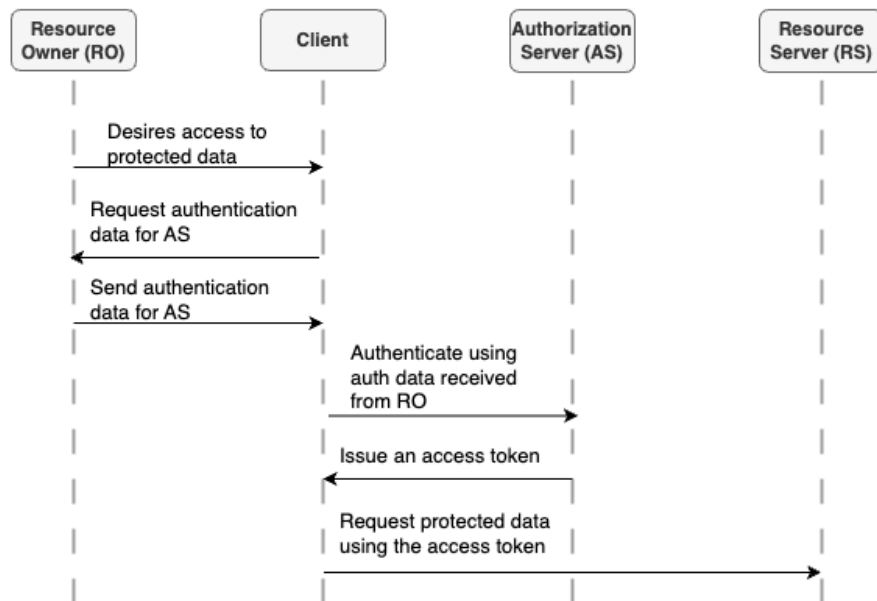 Resource
Owner (RO)
Client
Authorization
Server (AS)
Resource
Server (RS)
Desires access to
protected data
Request authentication
data for AS
Send authentication
data for AS
Authenticate using
auth data received
from RO
Issue an access token
Request protected data
using the access token